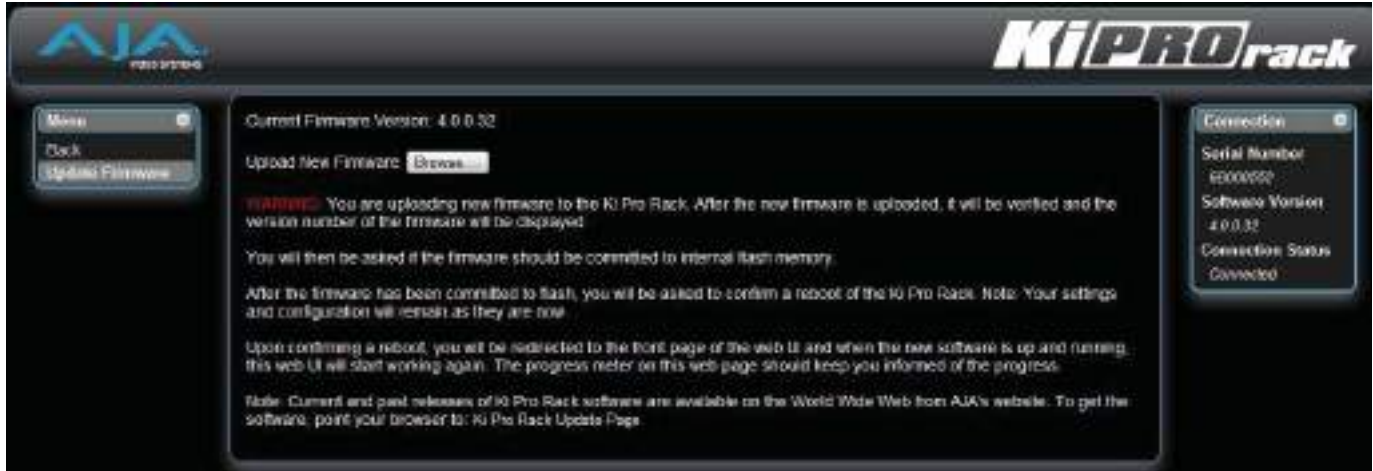 AJA
VIDEO SYSTEMS
KiPROrack
Menu
Back
Update Firmware
Current Firmware Version: 4.0.0.32
Upload New Firmware: Browse...
WARNING: You are uploading new firmware to the Ki Pro Rack. After the new firmware is uploaded, it will be verified and the
version number of the firmware will be displayed.
You will then be asked if the firmware should be committed to internal flash memory.
After the firmware has been committed to flash, you will be asked to confirm a reboot of the Ki Pro Rack. Note: Your settings
and configuration will remain as they are now.
Upon confirming a reboot, you will be redirected to the front page of the web UI and when the new software is up and running,
this web UI will start working again. The progress meter on this web page should keep you informed of the progress.
Note: Current and past releases of Ki Pro Rack software are available on the World Wide Web from AJA's website. To get the
software, point your browser to: Ki Pro Rack Update Page
Connection
Serial Number
Software Version
4.0.0.32
Connection Status
Connected